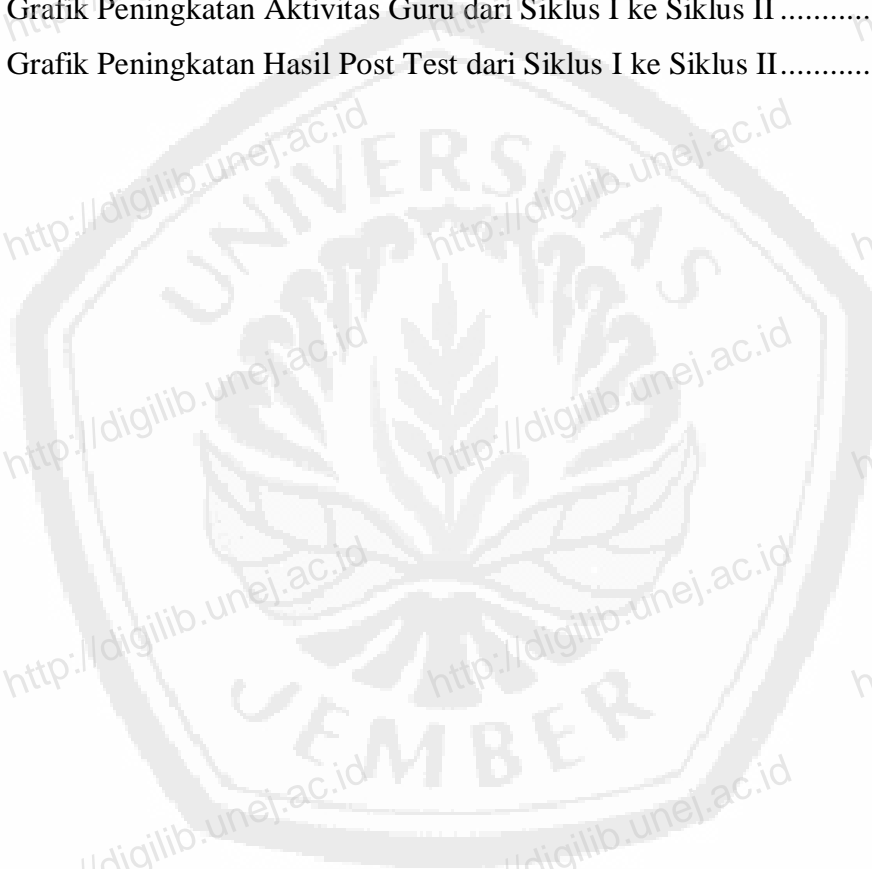 Grafik Peningkatan Aktivitas Guru dari Siklus I ke Siklus II...........
Grafik Peningkatan Hasil Post Test dari Siklus I ke Siklus II...........
http://digilib.unej.ac.id
http://digilib.unej.ac.id
UNIVERSITAS
http://digilib.unej.ac.id
http://digilib.unej.ac.id
http://digilib.unej.ac.id
http://digilib.unej.ac.id
JEMBER
//digilib.unej.ac.id
//digilib.unej.ac.id